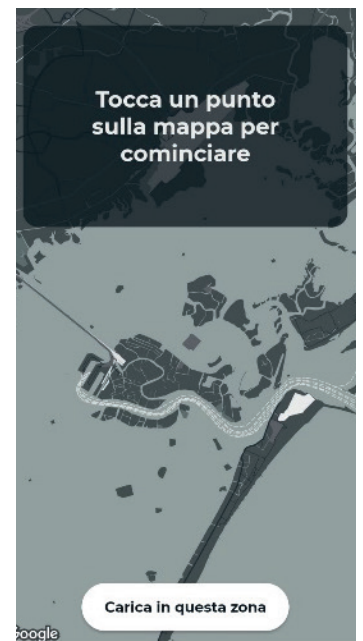 Tocca un punto
sulla mappa per
cominciare
Carica in questa zona
Google